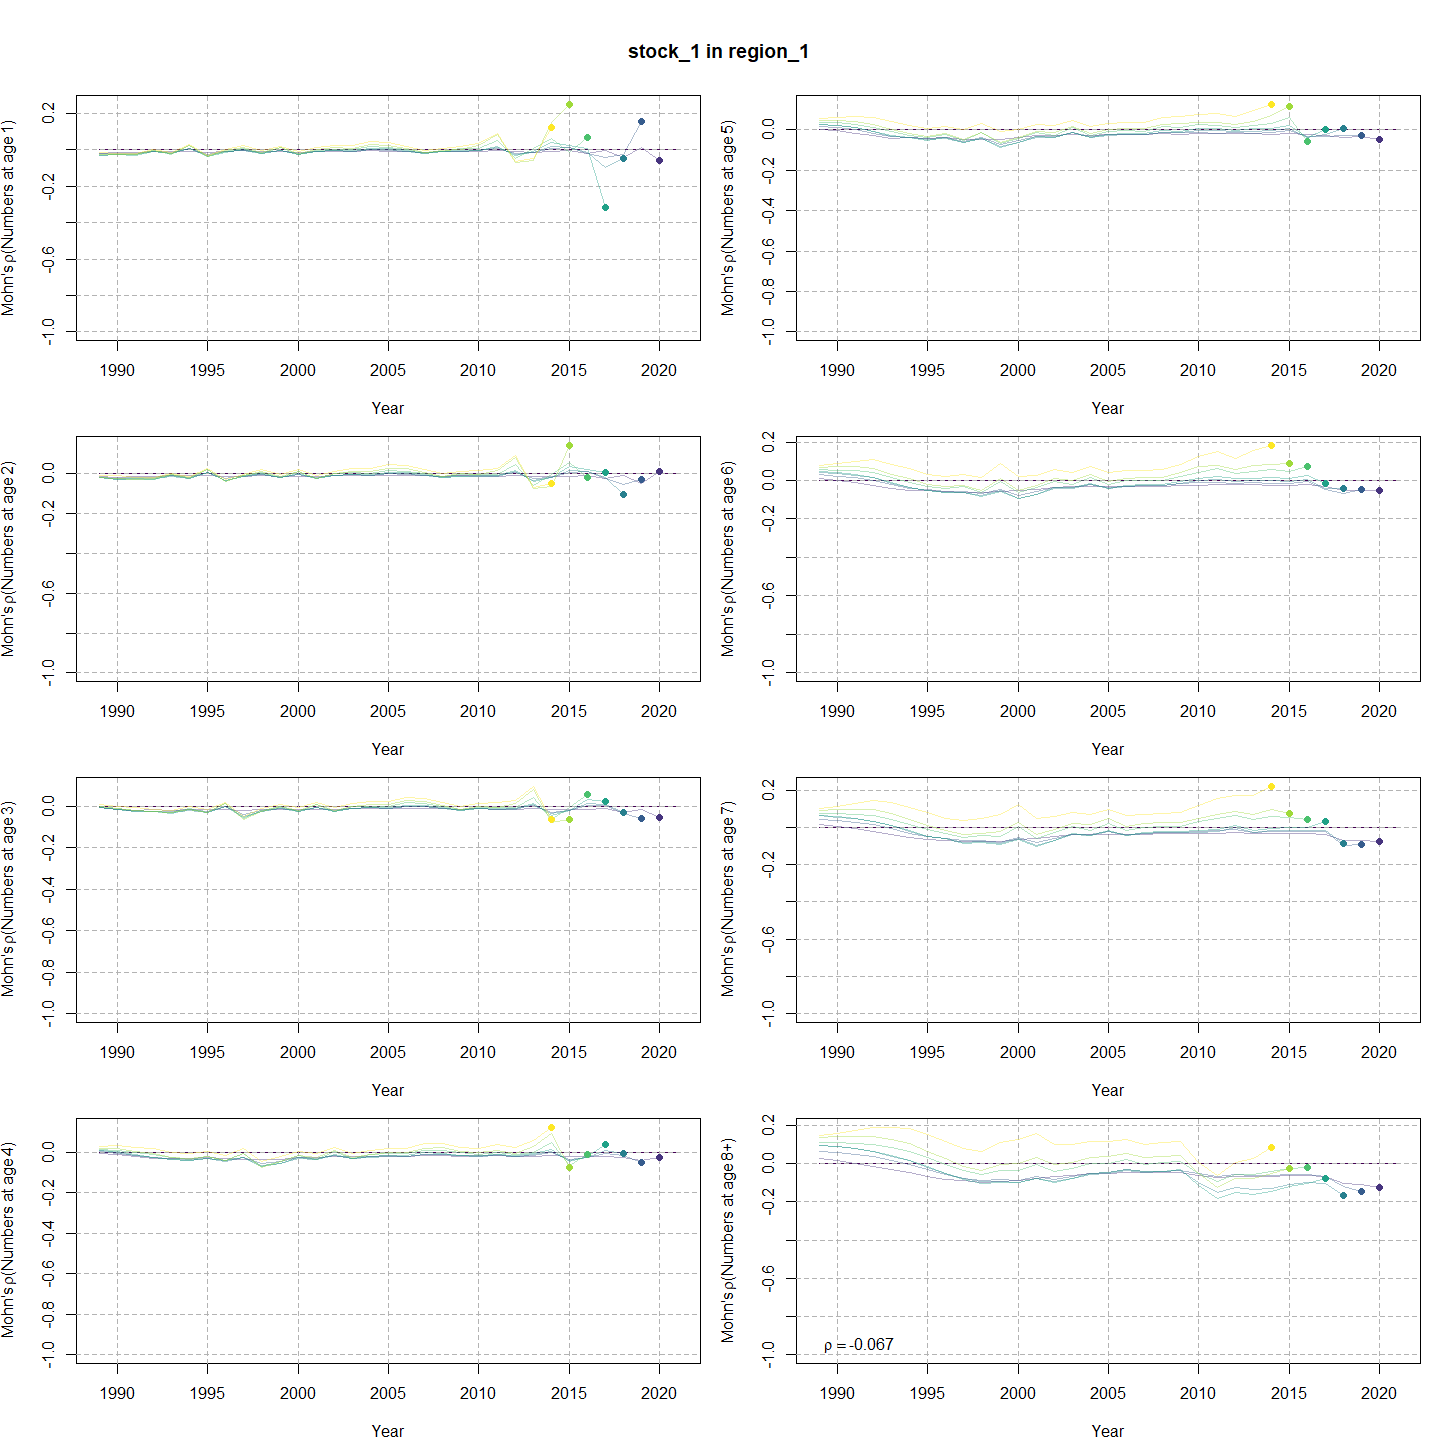 stock_1 in region_1
Mohn's ρ(Numbers at age 1)
-1.0 -0.6 -0.2 0.2
1990 1995 2000 2005 2010 2015 2020
Year
Mohn's ρ(Numbers at age 2)
-1.0 -0.6 -0.2 0.0
1990 1995 2000 2005 2010 2015 2020
Year
Mohn's ρ(Numbers at age 3)
-1.0 -0.8 -0.6 -0.4 -0.2 0.0
1990 1995 2000 2005 2010 2015 2020
Year
Mohn's ρ(Numbers at age 4)
-1.0 -0.8 -0.6 -0.4 -0.2 0.0
1990 1995 2000 2005 2010 2015 2020
Year
Mohn's ρ(Numbers at age 5)
-1.0 -0.8 -0.6 -0.4 -0.2 0.0
1990 1995 2000 2005 2010 2015 2020
Year
Mohn's ρ(Numbers at age 6)
-1.0 -0.6 -0.2 0.0 0.2
1990 1995 2000 2005 2010 2015 2020
Year
Mohn's ρ(Numbers at age 7)
-1.0 -0.6 -0.2 0.2
1990 1995 2000 2005 2010 2015 2020
Year
Mohn's ρ(Numbers at age 8+)
-1.0 -0.6 -0.2 0.0 0.2
ρ = -0.067
1990 1995 2000 2005 2010 2015 2020
Year